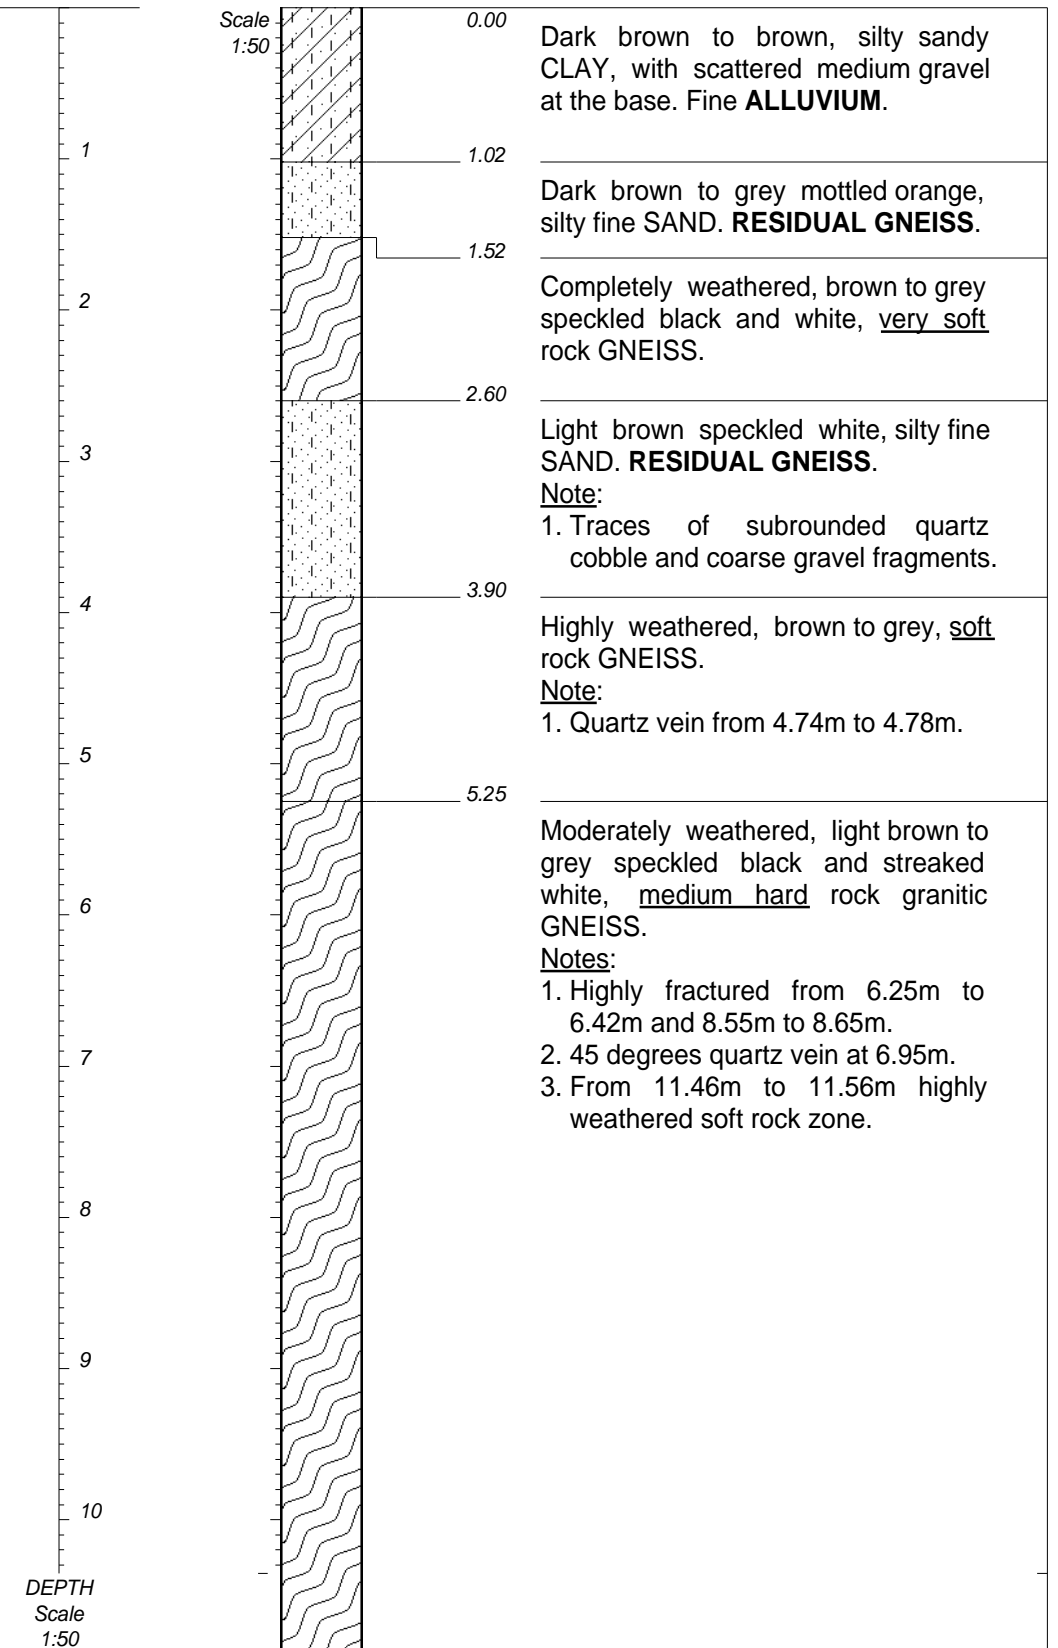 Scale
1:50
0.00
Dark brown to brown, silty sandy
CLAY, with scattered medium gravel
at the base. Fine ALLUVIUM.
1
1.02
Dark brown to grey mottled orange,
silty fine SAND. RESIDUAL GNEISS.
1.52
Completely weathered, brown to grey
speckled black and white, very soft
rock GNEISS.
2
2.60
Light brown speckled white, silty fine
SAND. RESIDUAL GNEISS.
Note:
1. Traces of subrounded quartz
cobble and coarse gravel fragments.
3
3.90
4
Highly weathered, brown to grey, soft
rock GNEISS.
Note:
1. Quartz vein from 4.74m to 4.78m.
5
5.25
Moderately weathered, light brown to
grey speckled black and streaked
white, medium hard rock granitic
GNEISS.
Notes:
1. Highly fractured from 6.25m to
6.42m and 8.55m to 8.65m.
2. 45 degrees quartz vein at 6.95m.
3. From 11.46m to 11.56m highly
weathered soft rock zone.
6
7
8
9
10
DEPTH
Scale
1:50